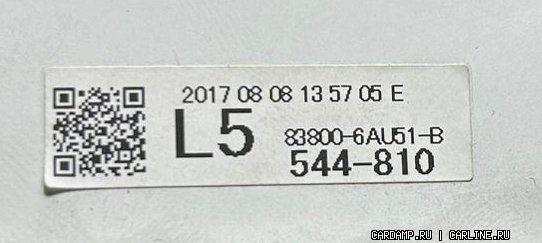 2017 08 08 13 57 05 E
L5
83800-6AU51-B
544-810
CARDAMP.RU | CARLINE.RU